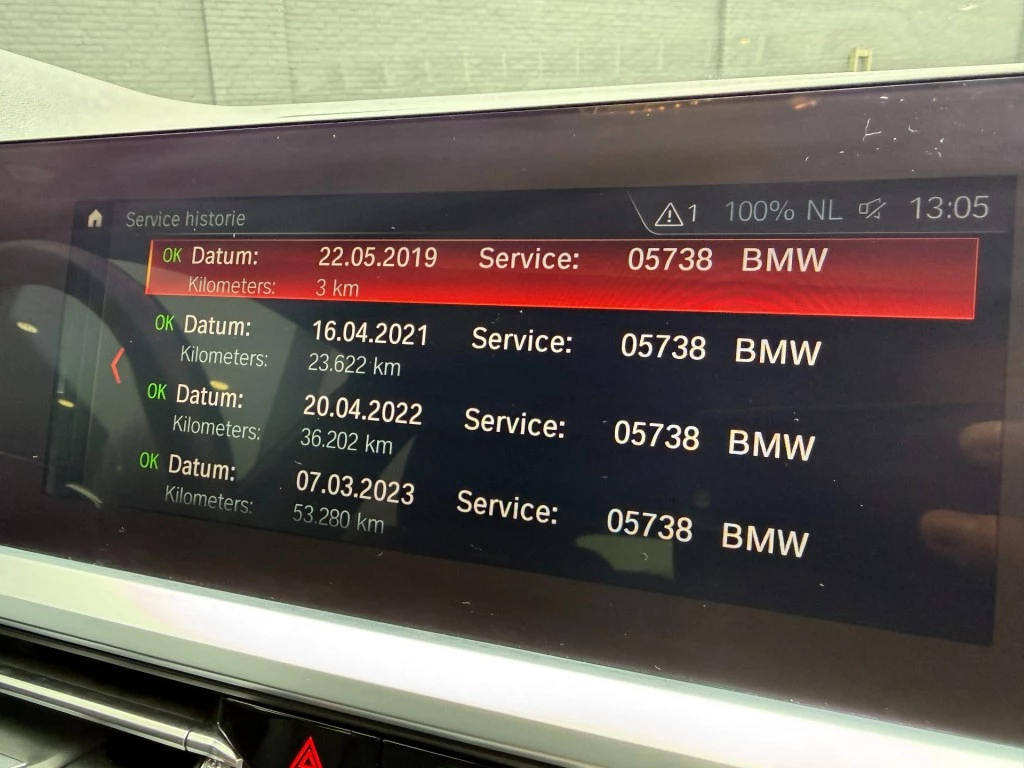 Service historie
1 100% NL 13:05
OK Datum: 22.05.2019 Service: 05738 BMW
Kilometers: 3 km
OK Datum: 16.04.2021 Service: 05738 BMW
Kilometers: 23.622 km
OK Datum: 20.04.2022 Service: 05738 BMW
Kilometers: 36.202 km
OK Datum: 07.03.2023 Service: 05738 BMW
Kilometers: 53.280 km